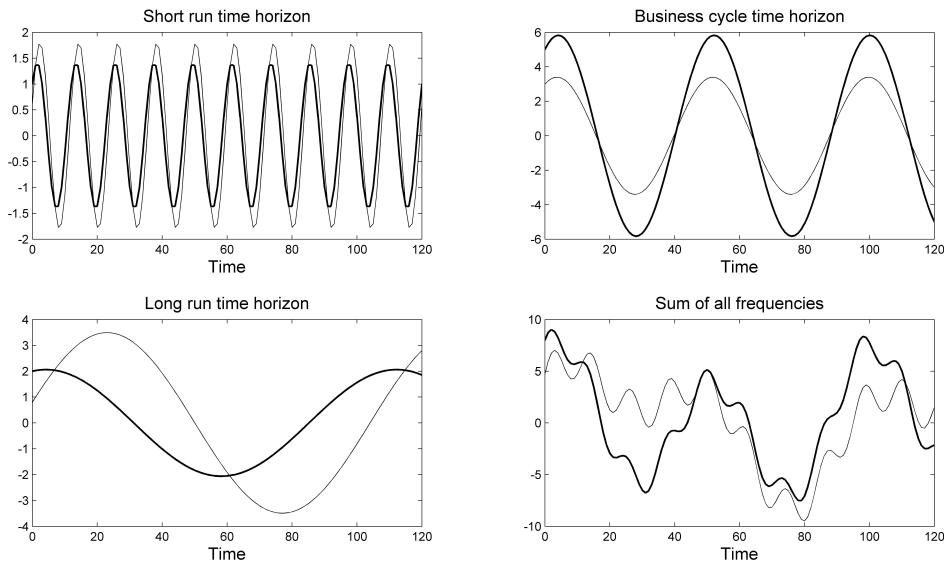 Short run time horizon
2
1.5
1
0.5
0
-0.5
-1
-1.5
-2
0 20 40 60 80 100 120
Time
Business cycle time horizon
6
4
2
0
-2
-4
-6
0 20 40 60 80 100 120
Time
Long run time horizon
4
3
2
1
0
-1
-2
-3
-4
0 20 40 60 80 100 120
Time
Sum of all frequencies
10
5
0
-5
-10
0 20 40 60 80 100 120
Time